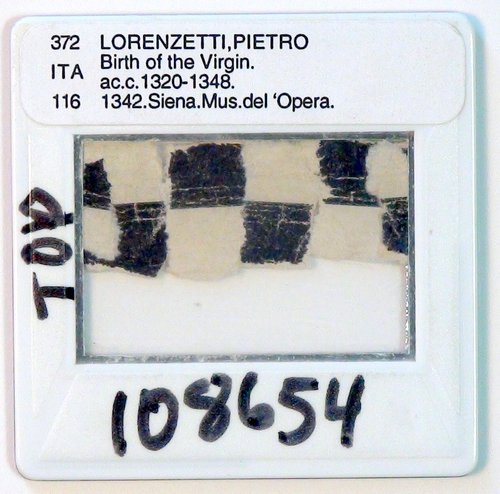 372 LORENZETTI,PIETRO
ITA Birth of the Virgin.
ac.c.1320-1348.
116 1342.Siena.Mus.del ‘Opera.
TOP
108654